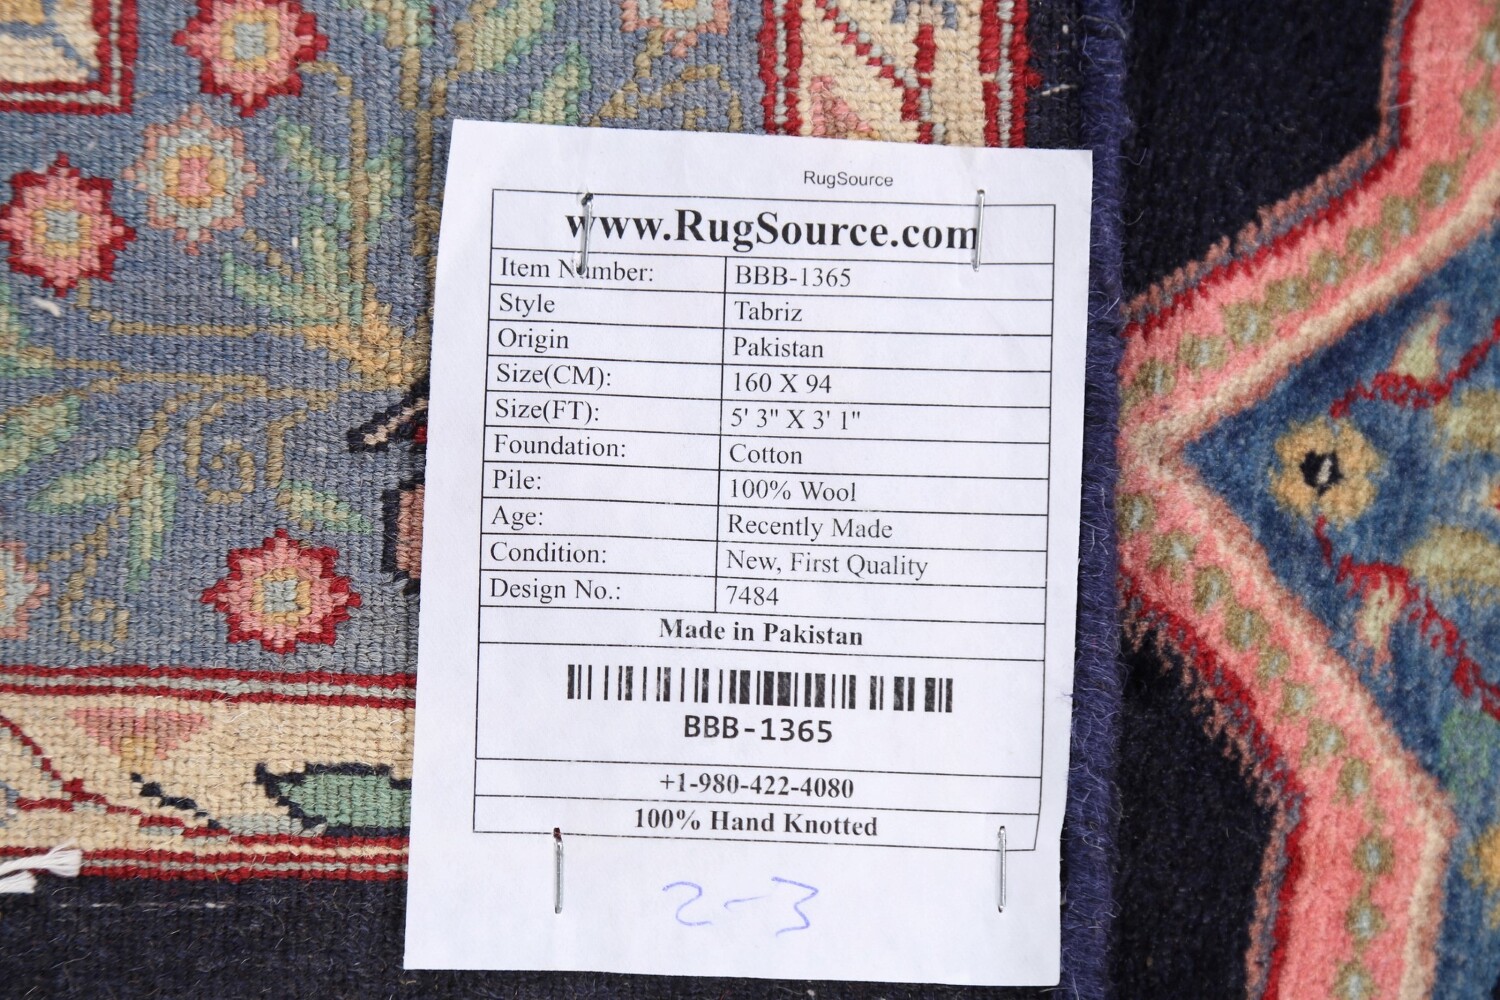 RugSource
www.RugSource.com
Item Number: BBB-1365
Style Tabriz
Origin Pakistan
Size(CM): 160 X 94
Size(FT): 5' 3" X 3' 1"
Foundation: Cotton
Pile: 100% Wool
Age: Recently Made
Condition: New, First Quality
Design No.: 7484
Made in Pakistan
BBB-1365
+1-980-422-4080
100% Hand Knotted
2-3